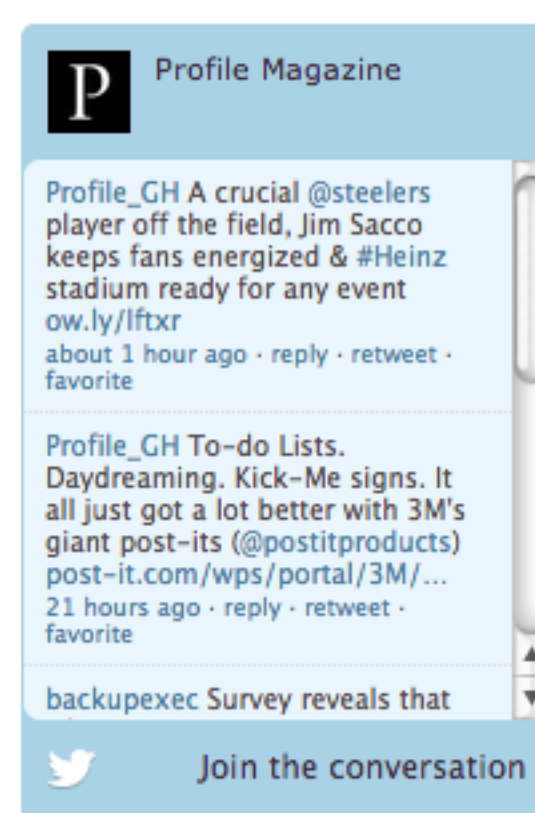 P
Profile Magazine
Profile_GH A crucial @steelers
player off the field, Jim Sacco
keeps fans energized & #Heinz
stadium ready for any event
ow.ly/lftxr
about 1 hour ago · reply · retweet ·
favorite
Profile_GH To-do Lists.
Daydreaming. Kick-Me signs. It
all just got a lot better with 3M's
giant post-its (@postitproducts)
post-it.com/wps/portal/3M/...
21 hours ago · reply · retweet ·
favorite
backupexec Survey reveals that
Join the conversation